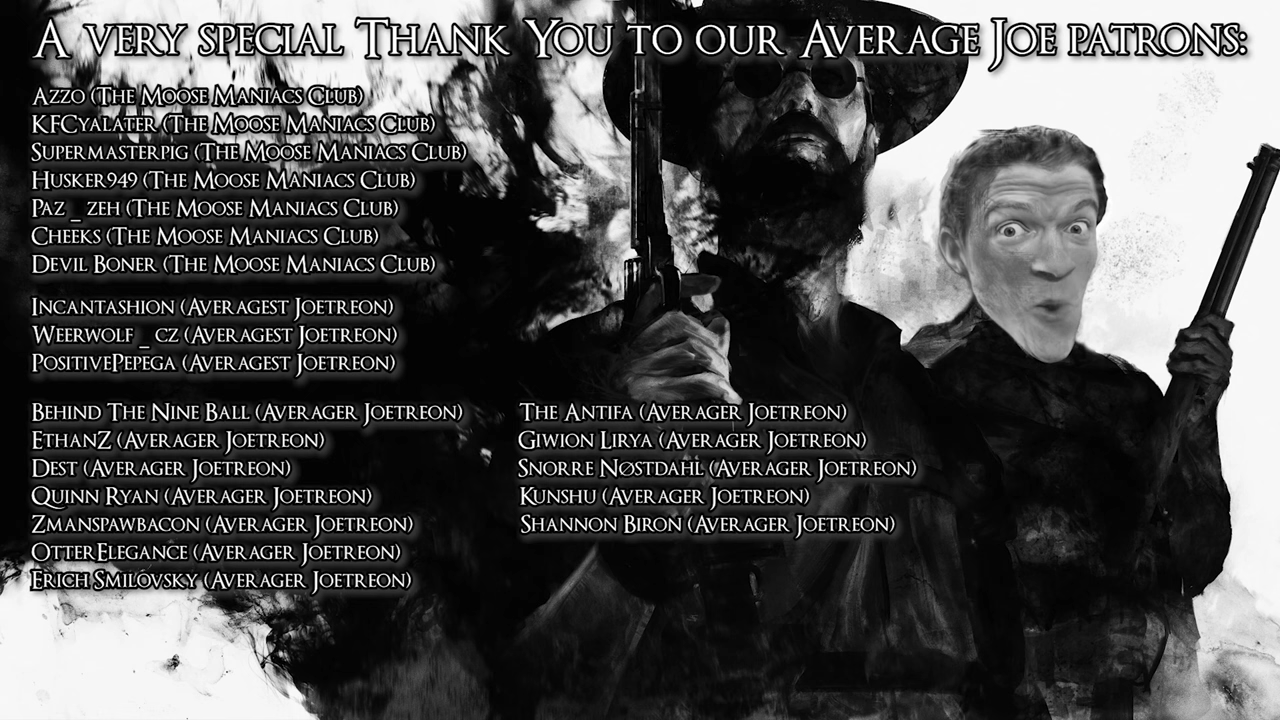 A very special Thank You to our Average Joe patrons:
Azzo (The Moose Maniacs Club)
KFCyalater (The Moose Maniacs Club)
Supermasterpig (The Moose Maniacs Club)
Husker949 (The Moose Maniacs Club)
Paz_zeh (The Moose Maniacs Club)
Cheeks (The Moose Maniacs Club)
Devil Boner (The Moose Maniacs Club)
Incantashion (Averagest Joetreon)
Weerwolf_cz (Averagest Joetreon)
PositivePepega (Averagest Joetreon)
Behind The Nine Ball (Averager Joetreon)
EthanZ (Averager Joetreon)
Dest (Averager Joetreon)
Quinn Ryan (Averager Joetreon)
Zmanspawbacon (Averager Joetreon)
OtterElegance (Averager Joetreon)
Erich Smilovsky (Averager Joetreon)
The Antifa (Averager Joetreon)
Giwion Lirya (Averager Joetreon)
Snorre Nøstdahl (Averager Joetreon)
Kunshu (Averager Joetreon)
Shannon Biron (Averager Joetreon)